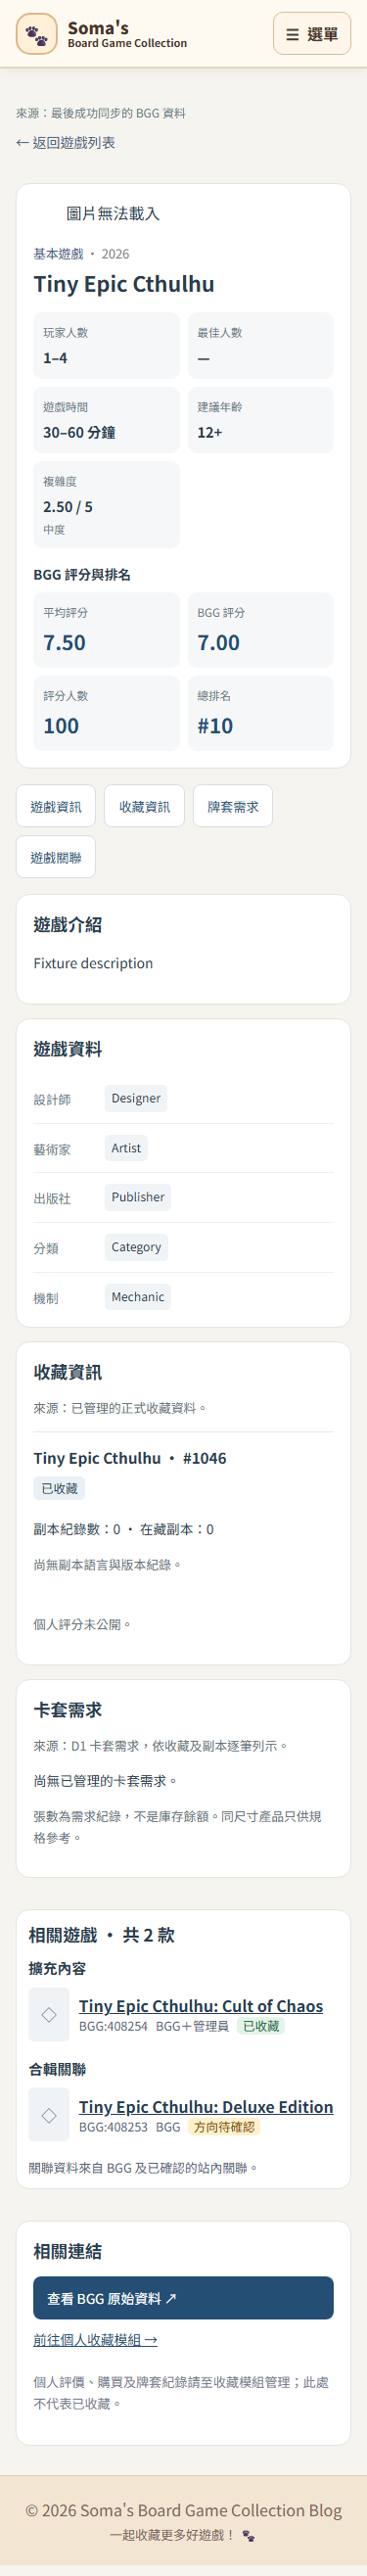 Soma's
Board Game Collection
☰ 選單
來源：最後成功同步的 BGG 資料
← 返回遊戲列表
圖片無法載入
基本遊戲 · 2026
Tiny Epic Cthulhu
玩家人數
1–4
最佳人數
—
遊戲時間
30–60 分鐘
建議年齡
12+
複雜度
2.50 / 5
中度
BGG 評分與排名
平均評分
7.50
BGG 評分
7.00
評分人數
100
總排名
#10
遊戲資訊
收藏資訊
牌套需求
遊戲關聯
遊戲介紹
Fixture description
遊戲資料
設計師 Designer
藝術家 Artist
出版社 Publisher
分類 Category
機制 Mechanic
收藏資訊
來源：已管理的正式收藏資料。
Tiny Epic Cthulhu · #1046
已收藏
副本紀錄數：0 · 在藏副本：0
尚無副本語言與版本紀錄。
個人評分未公開。
卡套需求
來源：D1 卡套需求，依收藏及副本逐筆列示。
尚無已管理的卡套需求。
張數為需求紀錄，不是庫存餘額。同尺寸產品只供規
格參考。
相關遊戲 · 共 2 款
擴充內容
Tiny Epic Cthulhu: Cult of Chaos
BGG:408254 BGG＋管理員 已收藏
合輯關聯
Tiny Epic Cthulhu: Deluxe Edition
BGG:408253 BGG 方向待確認
關聯資料來自 BGG 及已確認的站內關聯。
相關連結
查看 BGG 原始資料 ↗
前往個人收藏模組 →
個人評價、購買及牌套紀錄請至收藏模組管理；此處
不代表已收藏。
© 2026 Soma's Board Game Collection Blog
一起收藏更多好遊戲！ 🐾